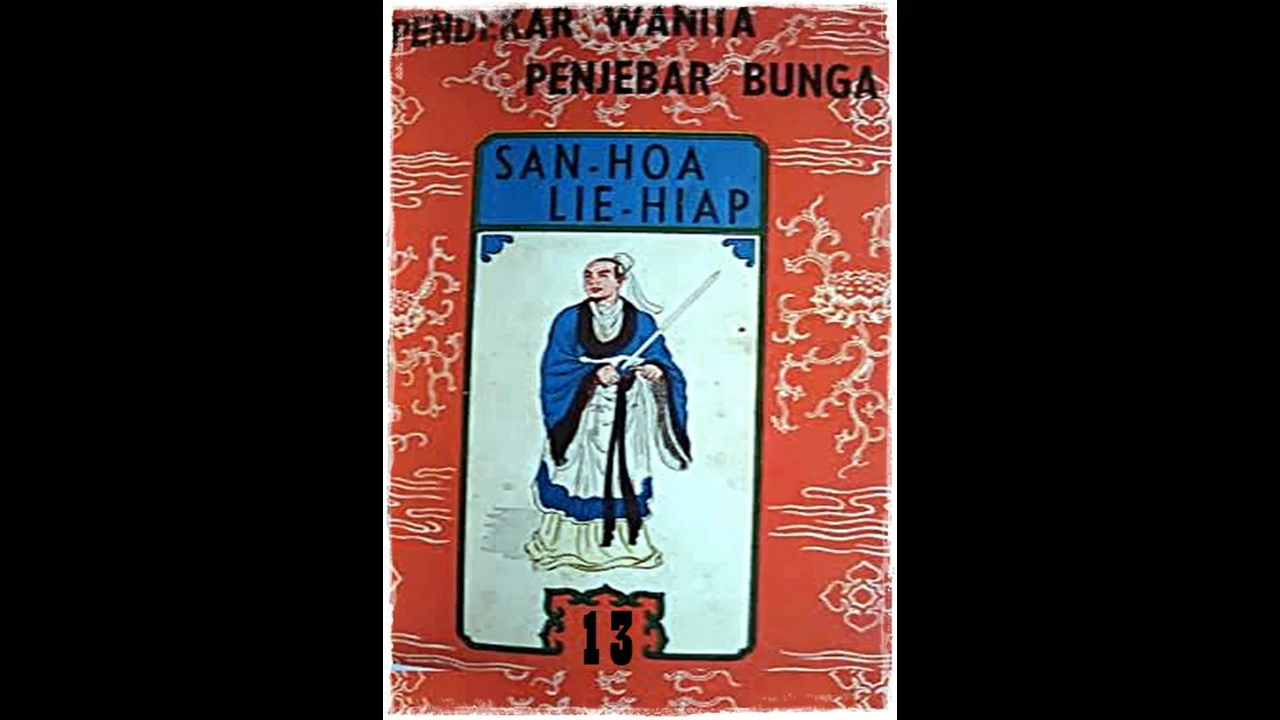 PENDEKAR WANITA
PENJEBAR BUNGA
SAN-HOA
LIE-HIAP
13